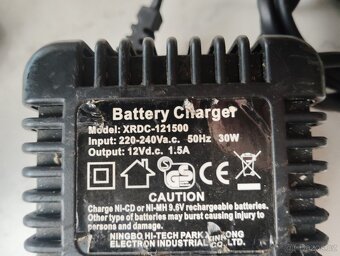 Battery Charger
Model: XRDC-121500
Input: 220-240Va.c. 50Hz 30W
Output: 12Vd.c. 1.5A
CAUTION
Charge Ni-CD or Ni-MH 9.6V rechargeable batteries.
Other type of batteries may burst causing injury to
persons and damage.
NINGBO HI-TECH PARK
ELECTRON INDUSTRIAL CO., LTD.